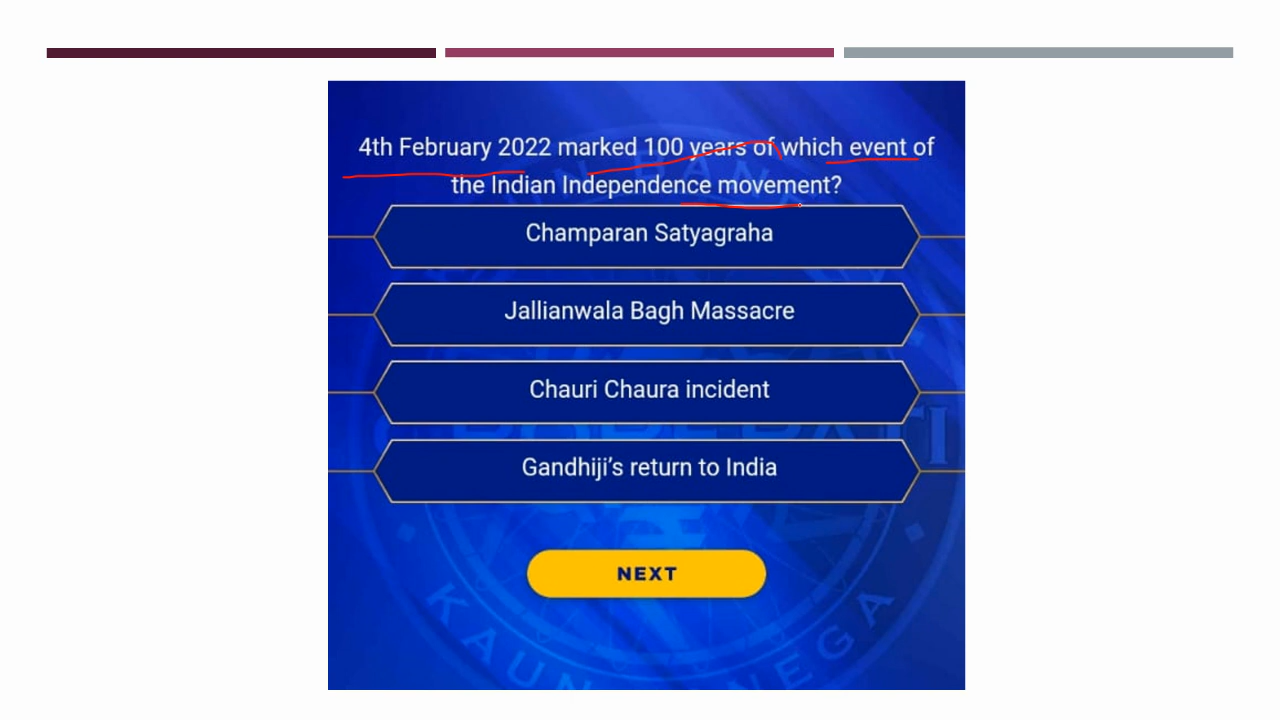 4th February 2022 marked 100 years of which event of
the Indian Independence movement?
Champaran Satyagraha
Jallianwala Bagh Massacre
Chauri Chaura incident
Gandhiji’s return to India
NEXT